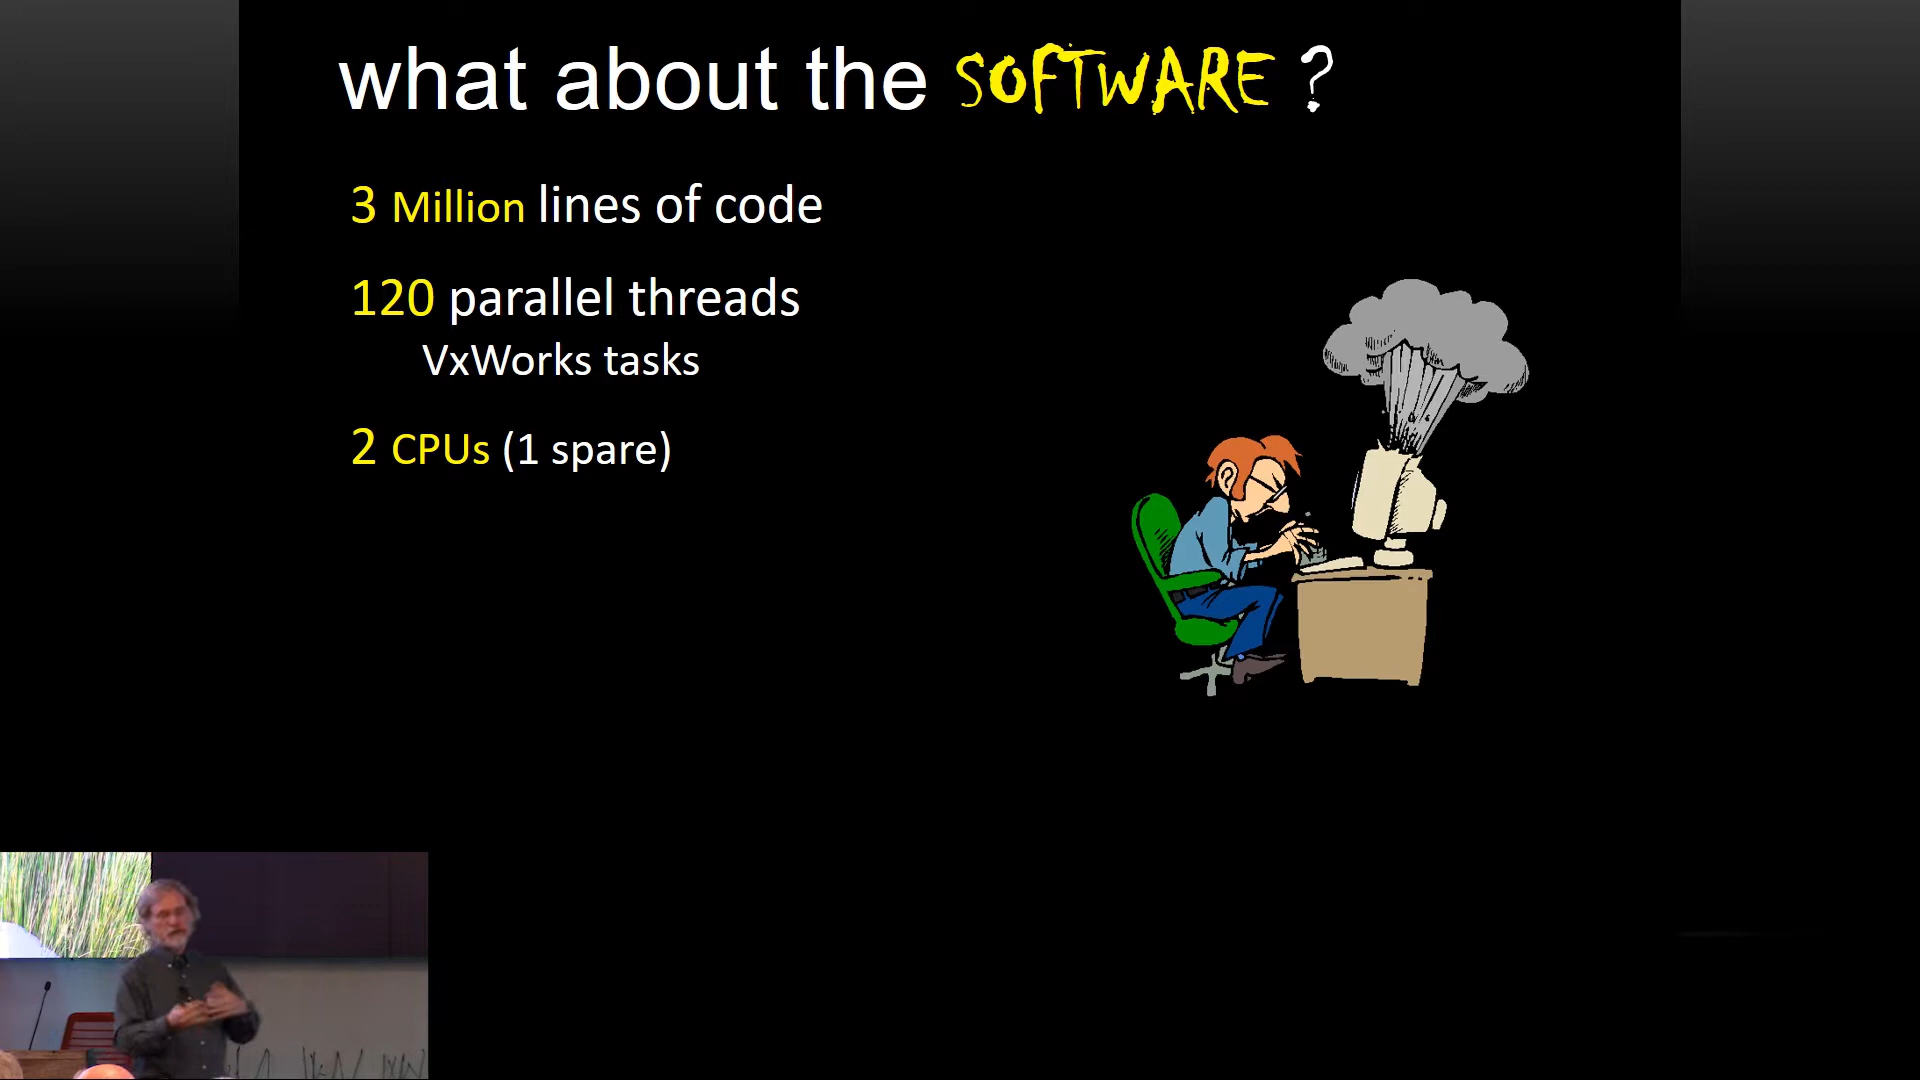 what about the SOFTWARE ?
3 Million lines of code
120 parallel threads
VxWorks tasks
2 CPUs (1 spare)